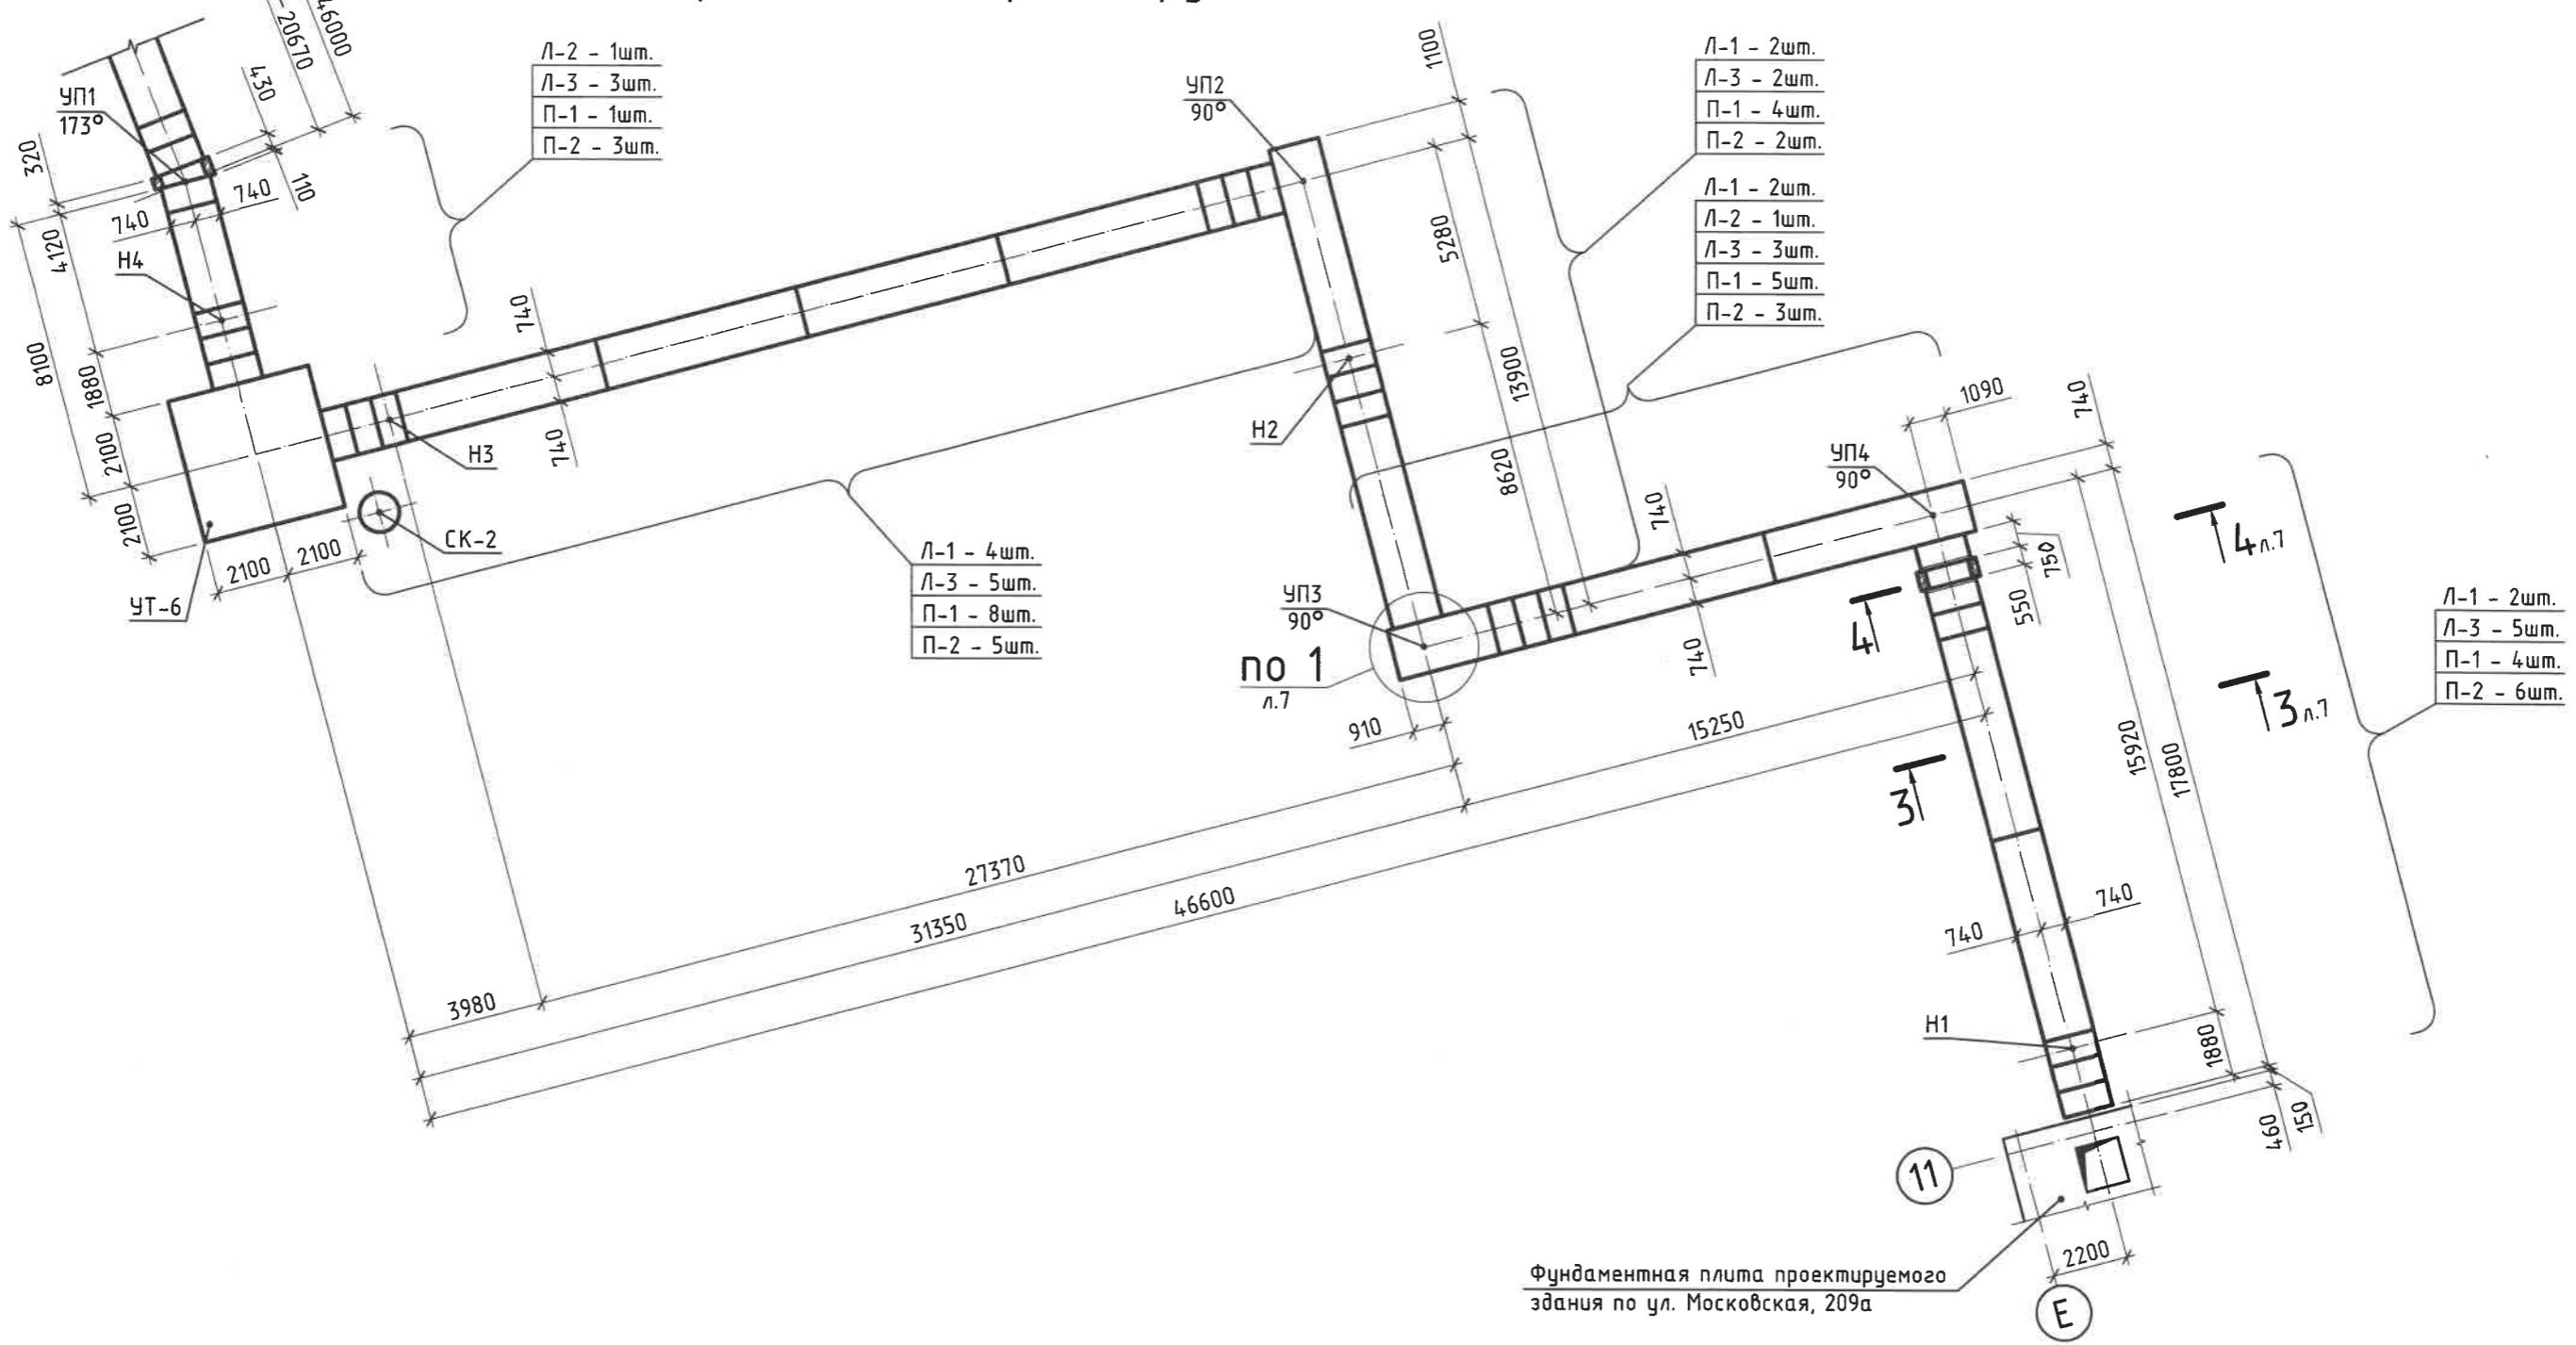 20670
46000
430
УП1
173°
320
740
740
110
4120
Н4
8100
1880
2100
2100
2100
2100
УТ-6
СК-2
Н3
Л-2 - 1шт.
Л-3 - 3шт.
П-1 - 1шт.
П-2 - 3шт.
740
740
УП2
90°
1100
5280
13900
8620
Н2
Л-1 - 2шт.
Л-3 - 2шт.
П-1 - 4шт.
П-2 - 2шт.
Л-1 - 2шт.
Л-2 - 1шт.
Л-3 - 3шт.
П-1 - 5шт.
П-2 - 3шт.
Л-1 - 4шт.
Л-3 - 5шт.
П-1 - 8шт.
П-2 - 5шт.
УП3
90°
по 1
л.7
910
740
740
УП4
90°
1090
740
750
550
4 л.7
4
3 л.7
3
Л-1 - 2шт.
Л-3 - 5шт.
П-1 - 4шт.
П-2 - 6шт.
15250
15920
17800
27370
31350
46600
3980
740
740
Н1
1880
150
460
11
2200
Е
Фундаментная плита проектируемого
здания по ул. Московская, 209а